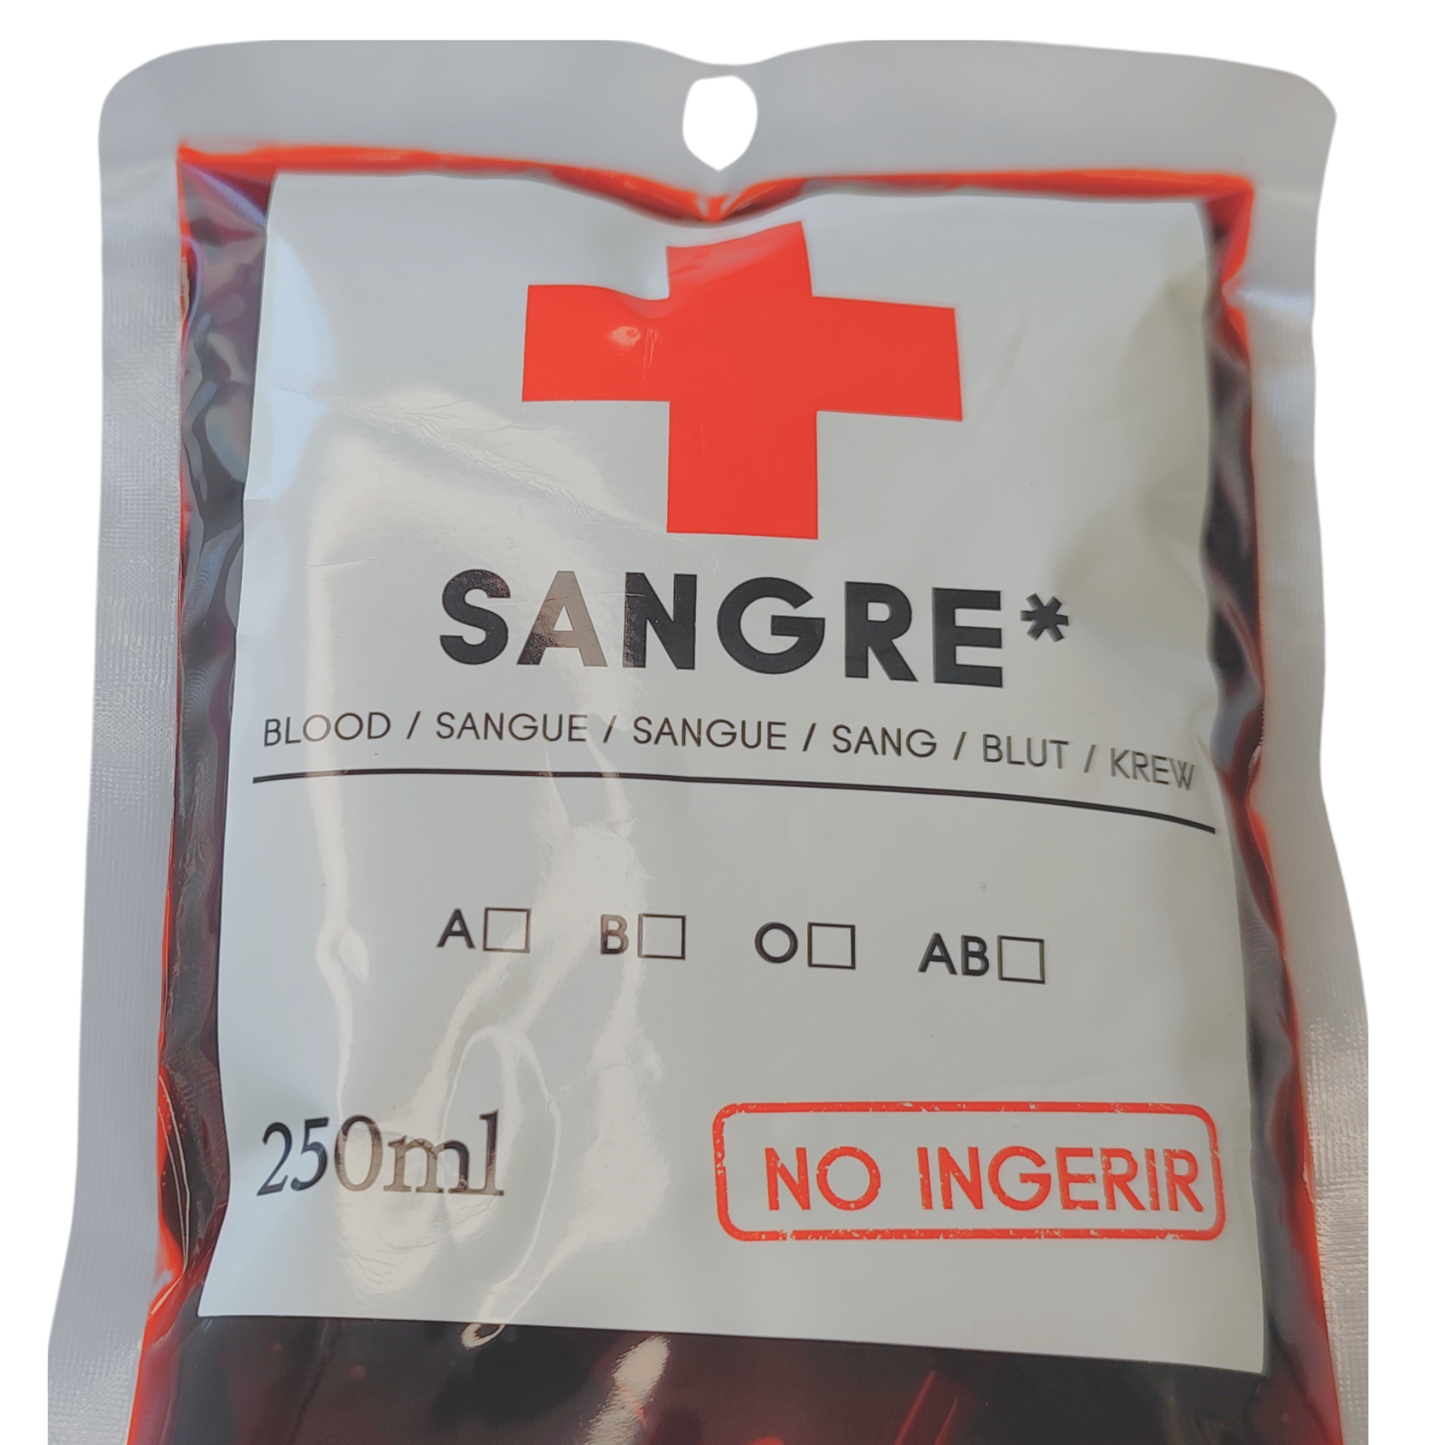 SANGRE*
BLOOD / SANGUE / SANGUE / SANG / BLUT / KREW
A☐ B☐ O☐ AB☐
250ml
NO INGERIR